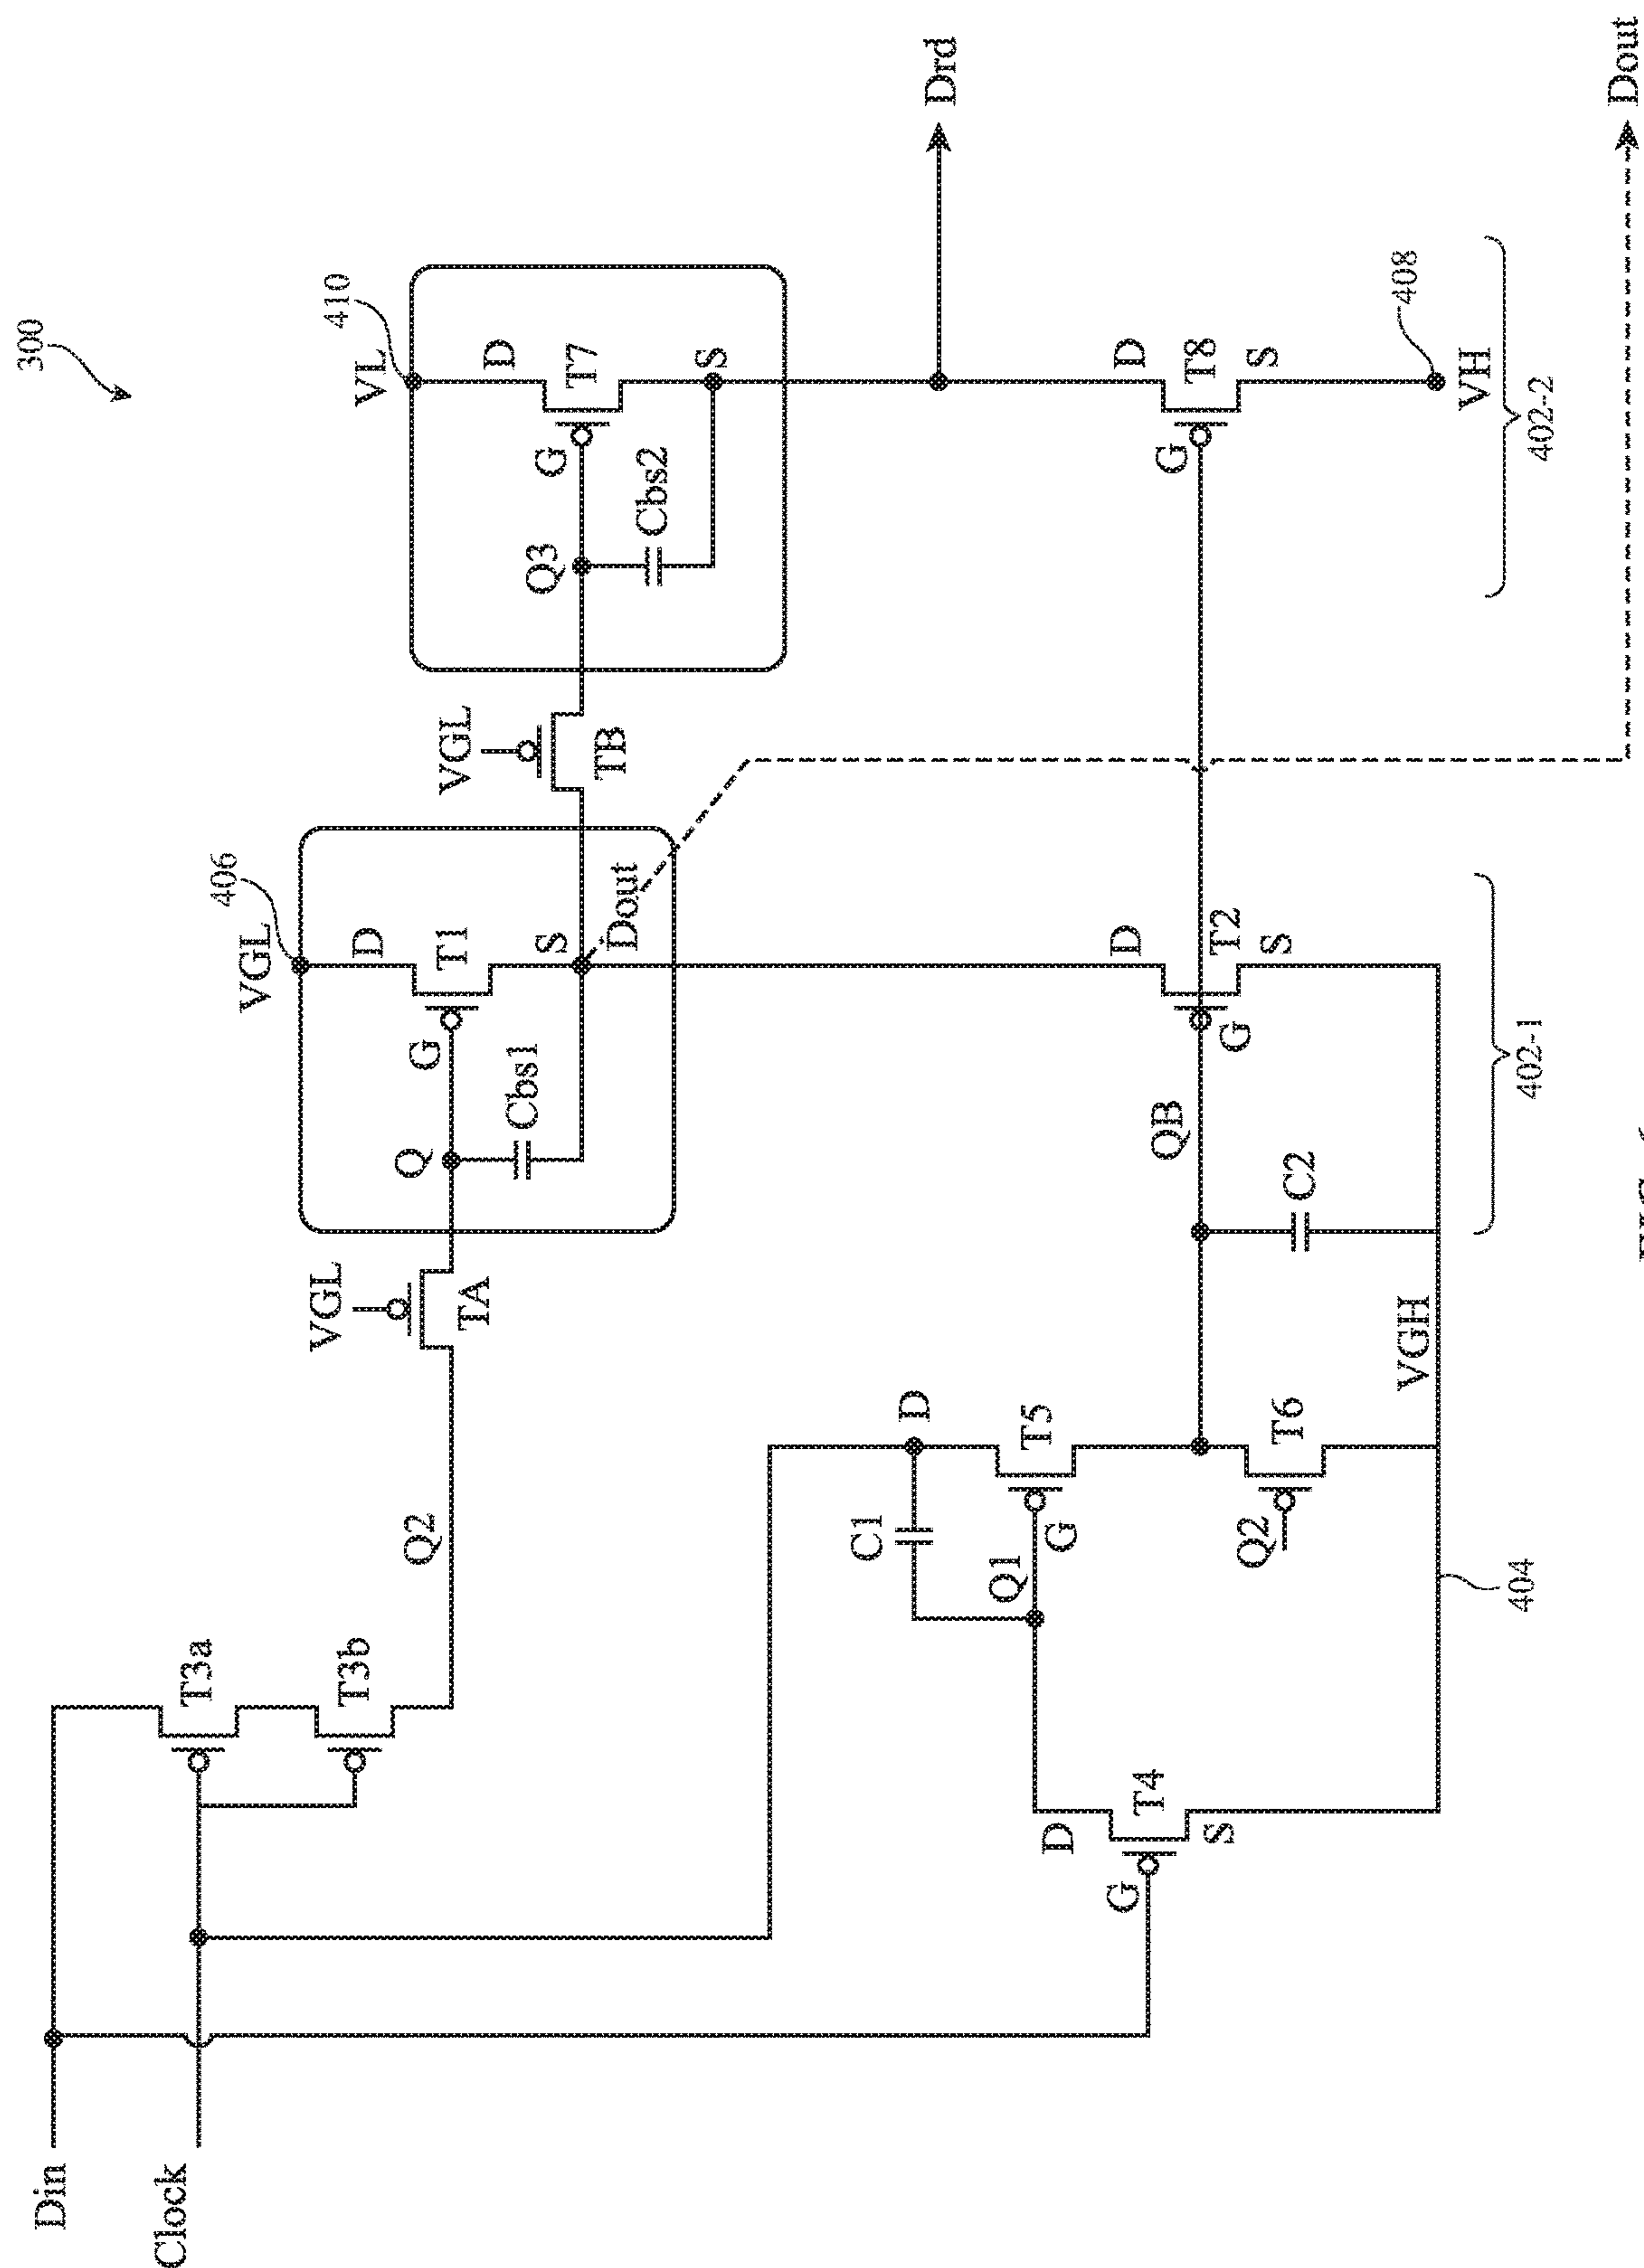 300
Din
Clock
T3a
T3b
Q2
VGL
TA
VGL
406
D
T1
G
S
Q
Cbs1
Dout
VGL
TB
VL
410
D
T7
G
S
Q3
Cbs2
Drd
D
T8
G
S
408
VH
402-2
D
T2
G
S
QB
C2
402-1
C1
D
T5
G
Q1
T6
Q2
VGH
404
D
T4
G
S
Dout